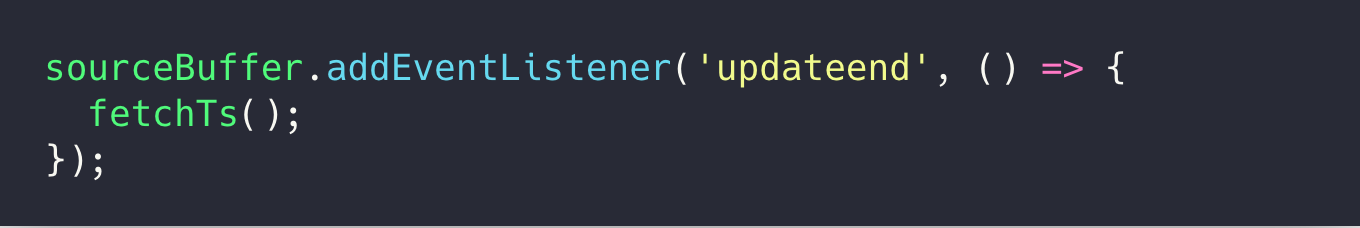 sourceBuffer.addEventListener('updateend', () => {
  fetchTs();
});